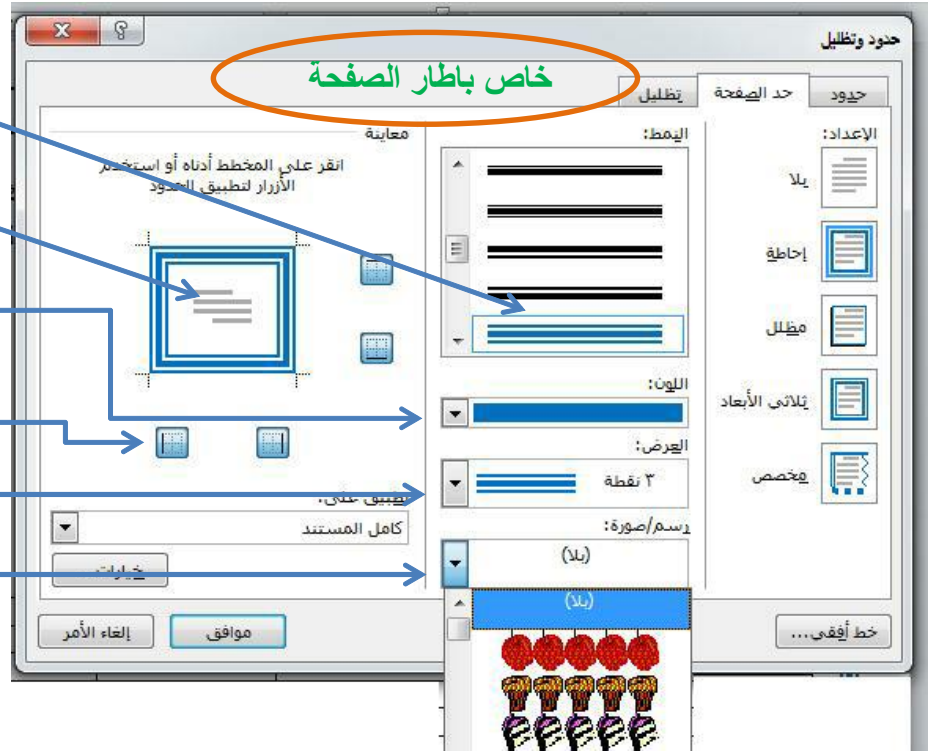 حدود وتظليل
خاص باطار الصفحة
حدود
حد الصفحة
تظليل
الإعداد:
بلا
إحاطة
مظلل
ثلاثي الأبعاد
مخصص
النمط:
اللون:
العرض:
٣ نقطة
رسم/صورة:
(بلا)
(بلا)
معاينة
انقر على المخطط أدناه أو استخدم
الأزرار لتطبيق الحدود
تطبيق على:
كامل المستند
خيارات...
خط أفقي...
موافق
إلغاء الأمر